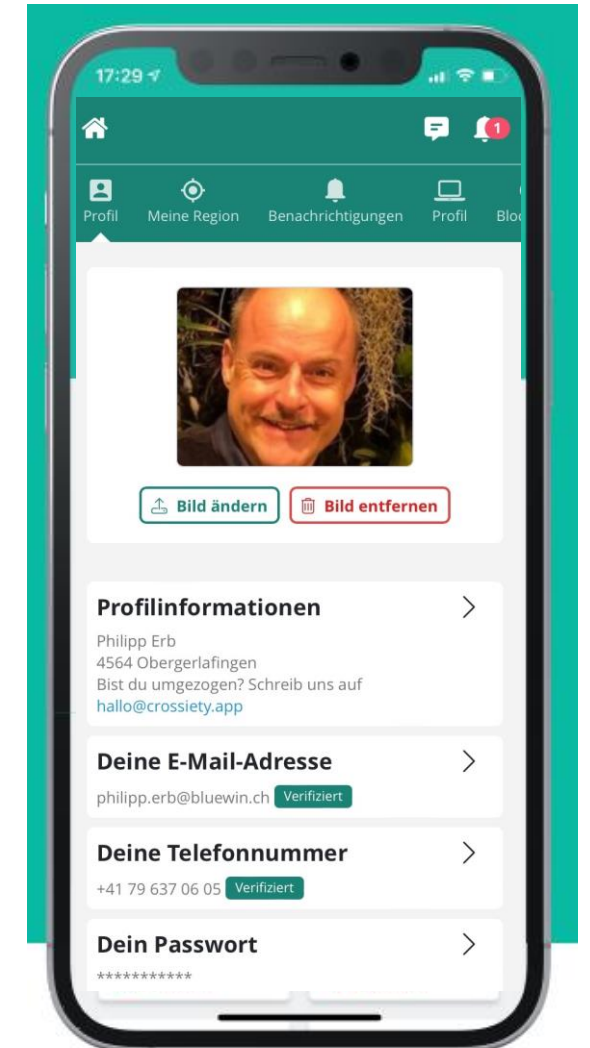 17:29
1
Profil
Meine Region
Benachrichtigungen
Profil
Bloc
Bild ändern
Bild entfernen
Profilinformationen
Philipp Erb
4564 Obergerlafingen
Bist du umgezogen? Schreib uns auf
hallo@crossiety.app
Deine E-Mail-Adresse
philipp.erb@bluewin.ch Verifiziert
Deine Telefonnummer
+41 79 637 06 05 Verifiziert
Dein Passwort
***********